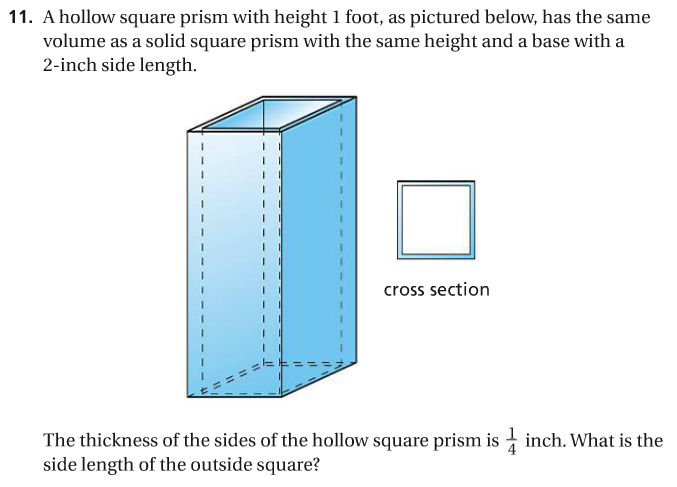 11. A hollow square prism with height 1 foot, as pictured below, has the same
volume as a solid square prism with the same height and a base with a
2-inch side length.
cross section
The thickness of the sides of the hollow square prism is 1/4 inch. What is the
side length of the outside square?